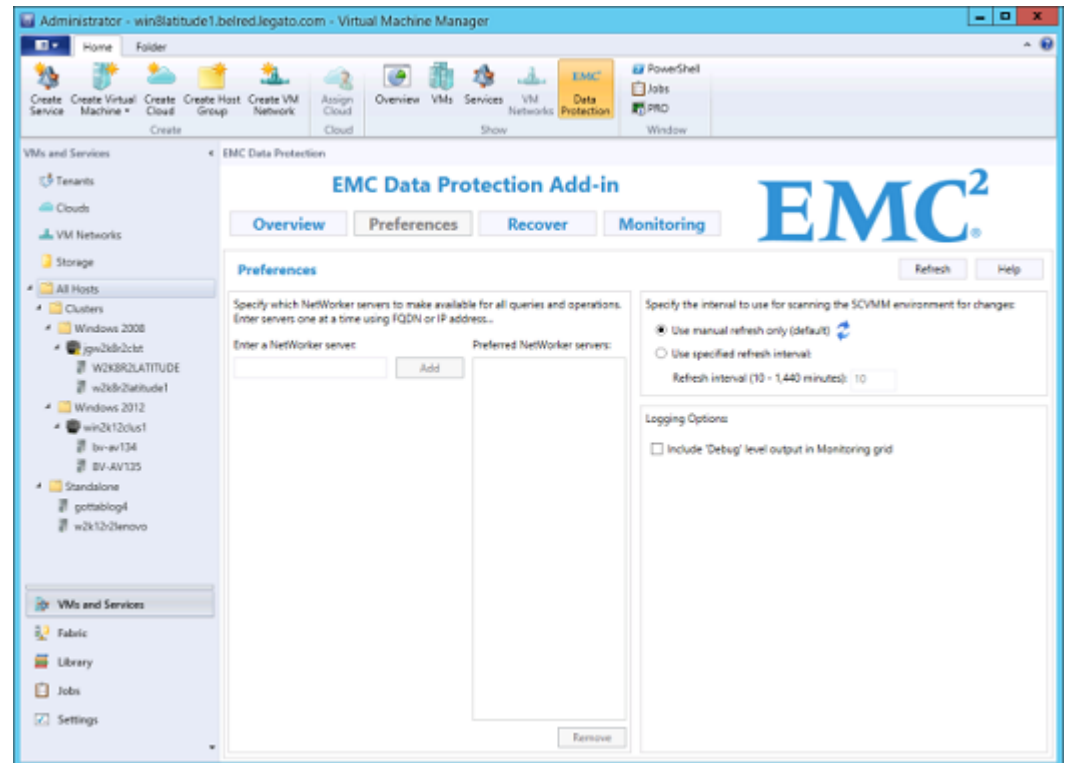 Administrator - win8latitude1.belred.legato.com - Virtual Machine Manager
Home Folder
Create Service
Create Virtual Machine
Create Cloud
Create Host Group
Create VM Network
Assign Cloud
Overview
VMs
Services
VM Networks
EMC² Data Protection
PowerShell
Jobs
PRO
Create
Cloud
Show
Window
VMs and Services
EMC Data Protection
Tenants
Clouds
VM Networks
Storage
All Hosts
Clusters
Windows 2008
jgw2k8r2clst
W2K8R2LATITUDE
w2k8r2latitude1
Windows 2012
win2k12clus1
bv-av134
BV-AV135
Standalone
gottablog4
w2k12r2lenovo
VMs and Services
Fabric
Library
Jobs
Settings
EMC Data Protection Add-in
EMC²
Overview Preferences Recover Monitoring
Preferences
Refresh Help
Specify which NetWorker servers to make available for all queries and operations.
Enter servers one at a time using FQDN or IP address...
Enter a NetWorker server:
Add
Preferred NetWorker servers:
Remove
Specify the interval to use for scanning the SCVMM environment for changes:
Use manual refresh only (default)
Use specified refresh interval:
Refresh interval (10 - 1,440 minutes): 10
Logging Options:
Include 'Debug' level output in Monitoring grid